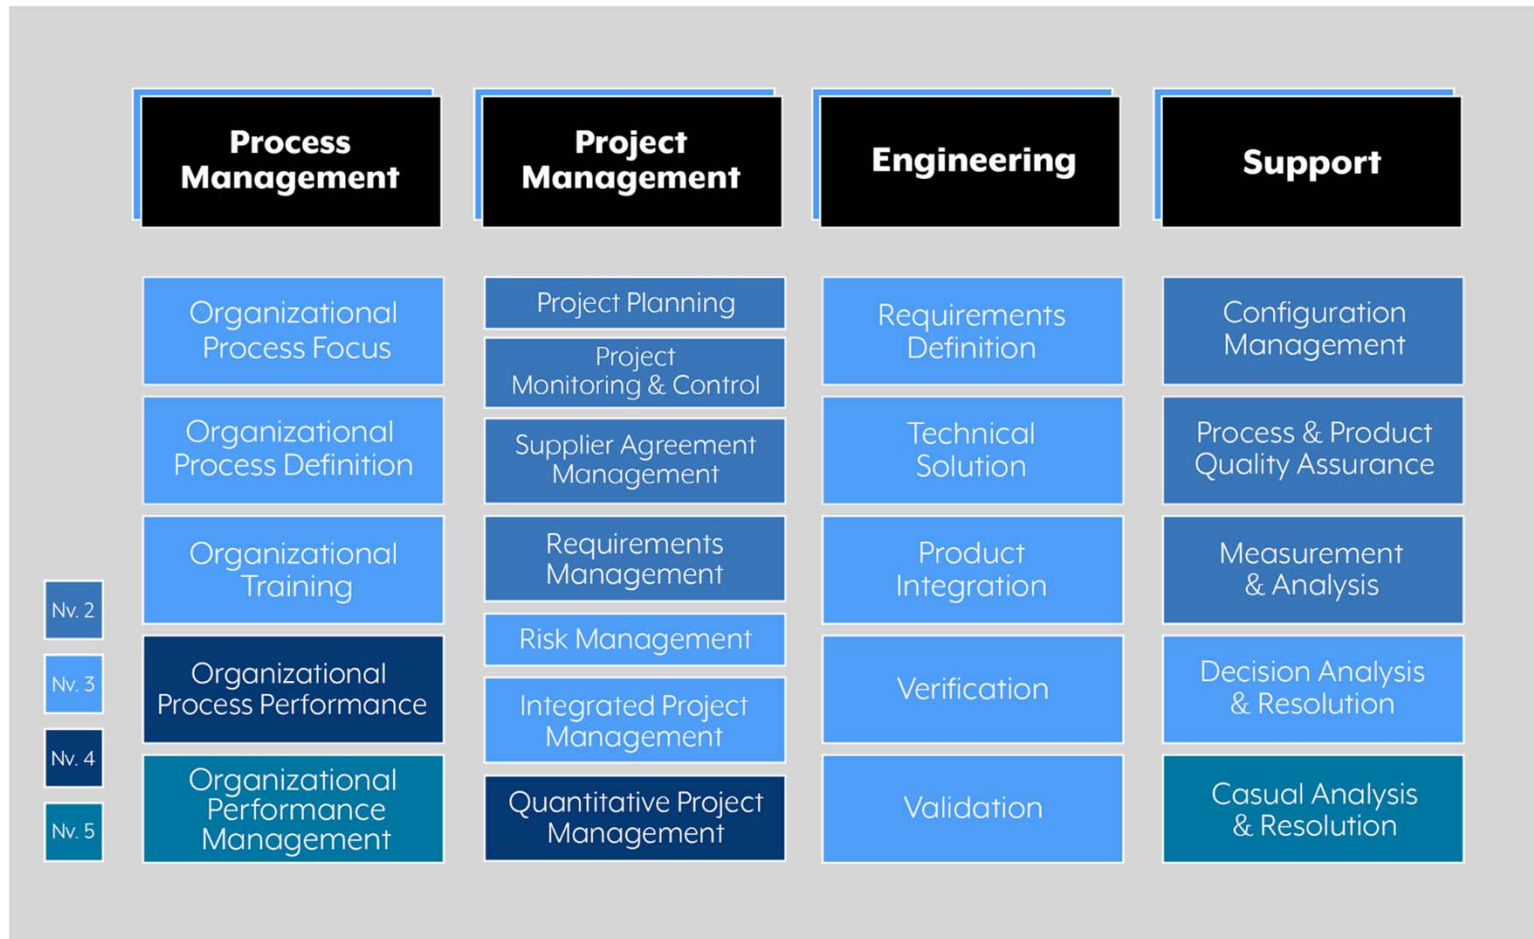 Process
Management
Project
Management
Engineering
Support
Organizational
Process Focus
Organizational
Process Definition
Organizational
Training
Organizational
Process Performance
Organizational
Performance
Management
Project Planning
Project
Monitoring & Control
Supplier Agreement
Management
Requirements
Management
Risk Management
Integrated Project
Management
Quantitative Project
Management
Requirements
Definition
Technical
Solution
Product
Integration
Verification
Validation
Configuration
Management
Process & Product
Quality Assurance
Measurement
& Analysis
Decision Analysis
& Resolution
Casual Analysis
& Resolution
Nv. 2
Nv. 3
Nv. 4
Nv. 5